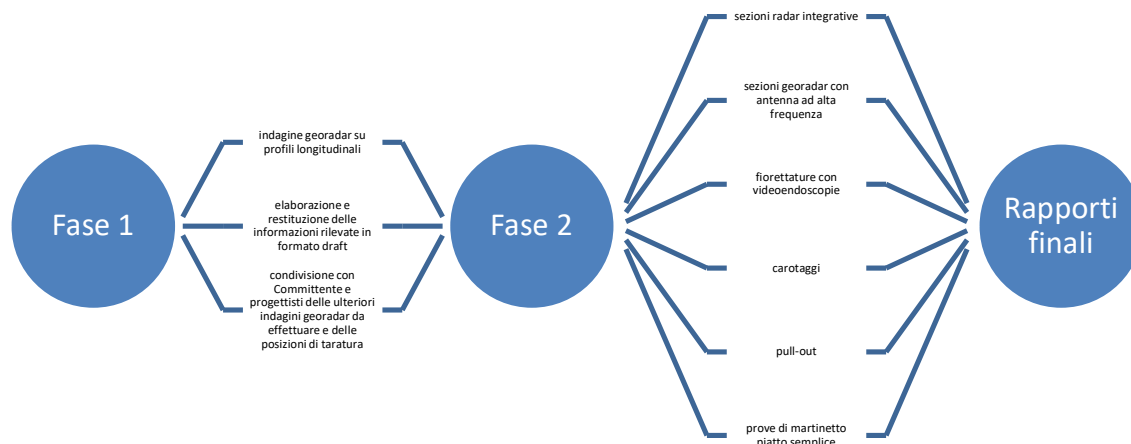 Fase 1
indagine georadar su
profili longitudinali
elaborazione e
restituzione delle
informazioni rilevate in
formato draft
condivisione con
Committente e
progettisti delle ulteriori
indagini georadar da
effettuare e delle
posizioni di taratura
Fase 2
sezioni radar integrative
sezioni georadar con
antenna ad alta
frequenza
fiorettature con
videoendoscopie
carotaggi
pull-out
prove di martinetto
piatto semplice
Rapporti
finali